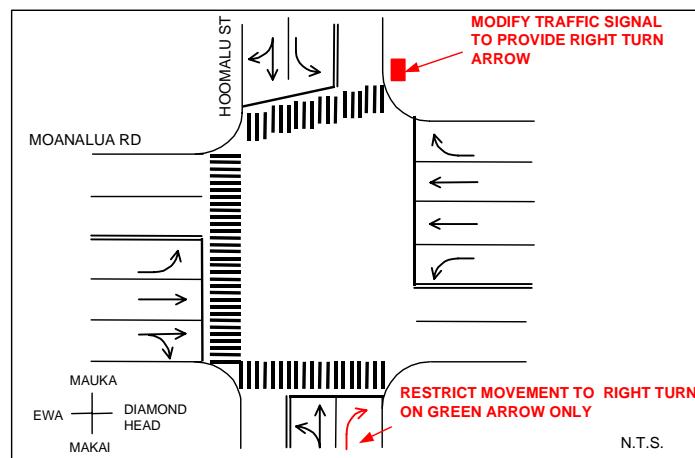 MODIFY TRAFFIC SIGNAL
TO PROVIDE RIGHT TURN
ARROW
HOOMALU ST
MOANALUA RD
MAUKA
EWA
DIAMOND
HEAD
MAKAI
RESTRICT MOVEMENT TO RIGHT TURN
ON GREEN ARROW ONLY
N.T.S.